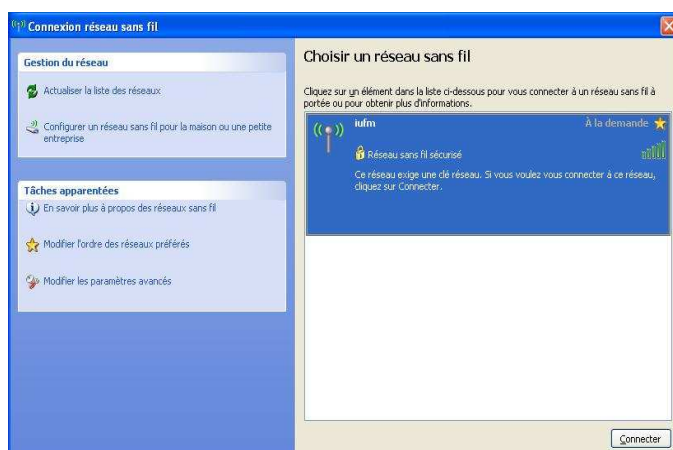 Connexion réseau sans fil
Gestion du réseau
Actualiser la liste des réseaux
Configurer un réseau sans fil pour la maison ou une petite
entreprise
Tâches apparentées
En savoir plus à propos des réseaux sans fil
Modifier l'ordre des réseaux préférés
Modifier les paramètres avancés
Choisir un réseau sans fil
Cliquez sur un élément dans la liste ci-dessous pour vous connecter à un réseau sans fil à
portée ou pour obtenir plus d'informations.
iufm À la demande
Réseau sans fil sécurisé
Ce réseau exige une clé réseau. Si vous voulez vous connecter à ce réseau,
cliquez sur Connecter.
Connecter